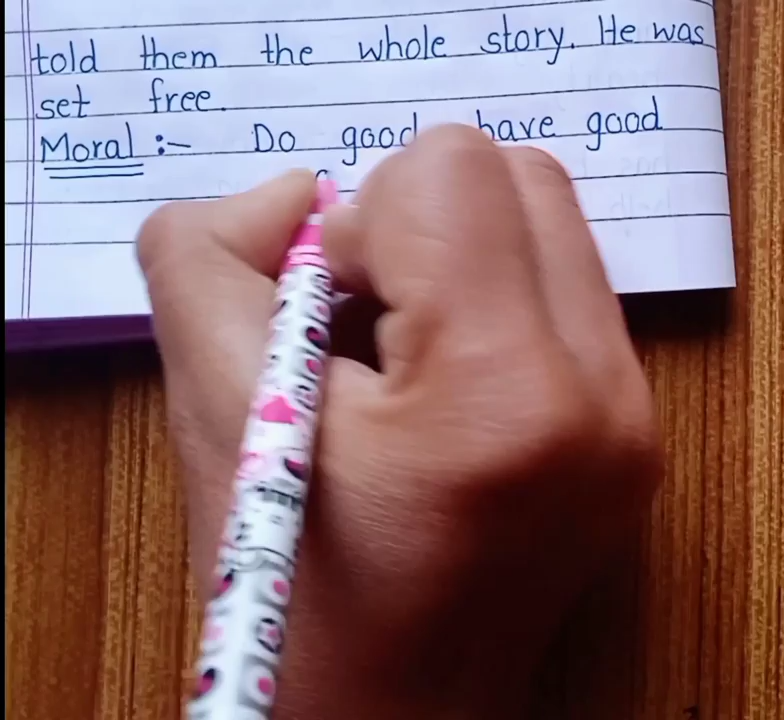 told them the whole story. He was
set free.
Moral :- Do good have good